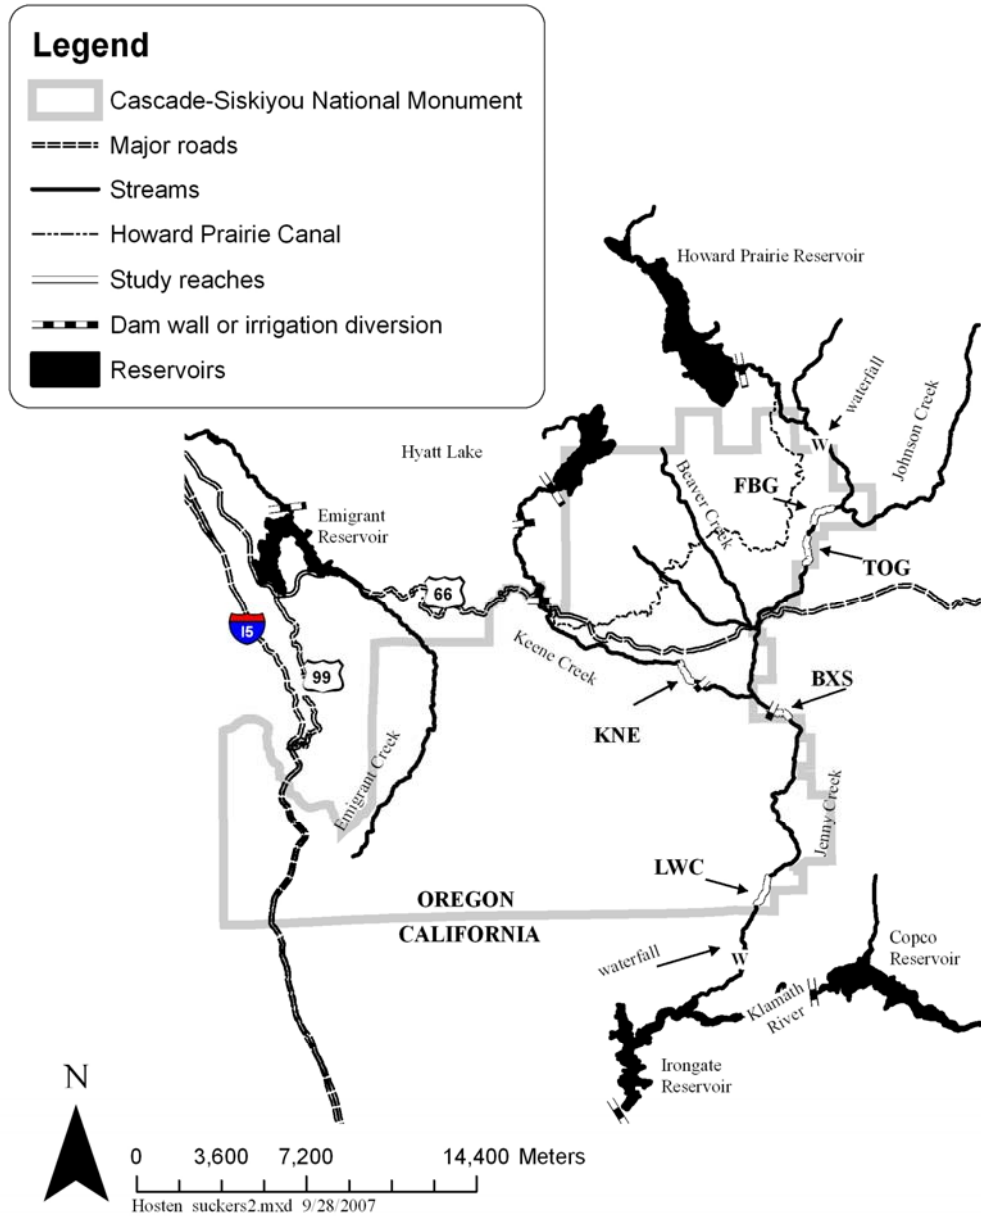 Legend
Cascade-Siskiyou National Monument
Major roads
Streams
Howard Prairie Canal
Study reaches
Dam wall or irrigation diversion
Reservoirs
Howard Prairie Reservoir
waterfall
W
Johnson Creek
Hyatt Lake
Beaver Creek
FBG
Emigrant
Reservoir
TOG
66
15
Keene Creek
99
BXS
KNE
Emigrant Creek
Jenny Creek
LWC
OREGON
CALIFORNIA
waterfall
W
Copco
Reservoir
Klamath
River
Irongate
Reservoir
N
0 3,600 7,200 14,400 Meters
Hosten_suckers2.mxd 9/28/2007